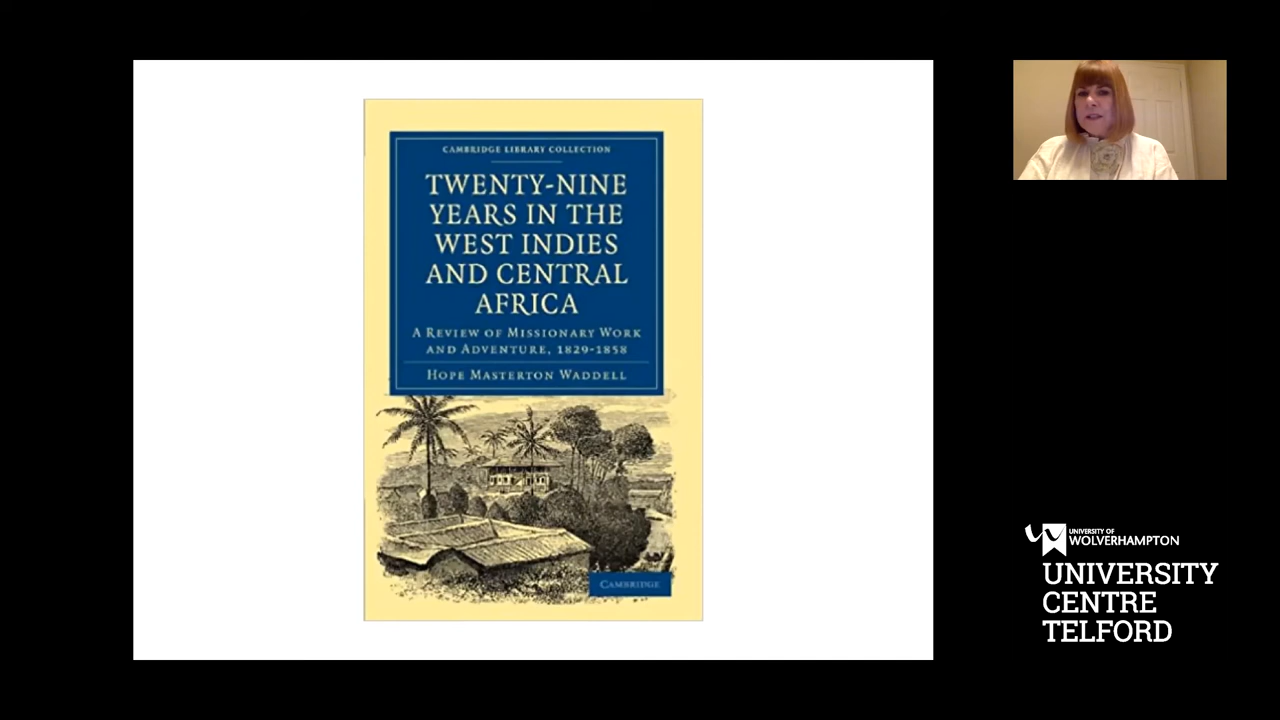 CAMBRIDGE LIBRARY COLLECTION
TWENTY-NINE
YEARS IN THE
WEST INDIES
AND CENTRAL
AFRICA
A REVIEW OF MISSIONARY WORK
AND ADVENTURE, 1829-1858
HOPE MASTERTON WADDELL
CAMBRIDGE
UNIVERSITY OF
WOLVERHAMPTON
UNIVERSITY
CENTRE
TELFORD